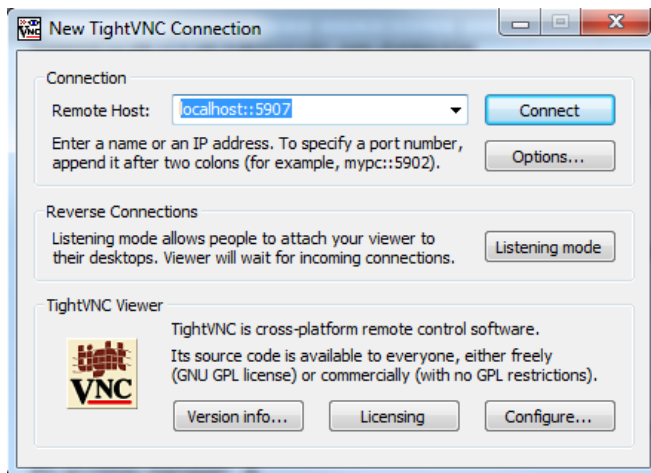 New TightVNC Connection
Connection
Remote Host: localhost::5907 Connect
Enter a name or an IP address. To specify a port number,
append it after two colons (for example, mypc::5902). Options...
Reverse Connections
Listening mode allows people to attach your viewer to
their desktops. Viewer will wait for incoming connections. Listening mode
TightVNC Viewer
TightVNC is cross-platform remote control software.
Its source code is available to everyone, either freely
(GNU GPL license) or commercially (with no GPL restrictions).
tight
VNC
Version info... Licensing Configure...